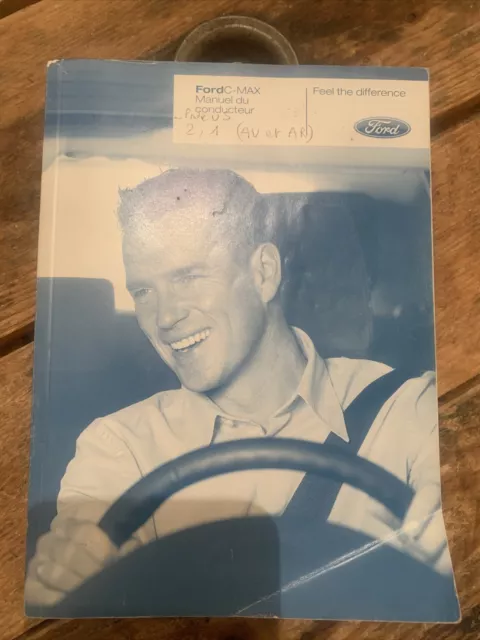 FordC-MAX
Manuel du
conducteur
Feel the difference
Ford
PNEUS
2,1 (AV et AR)